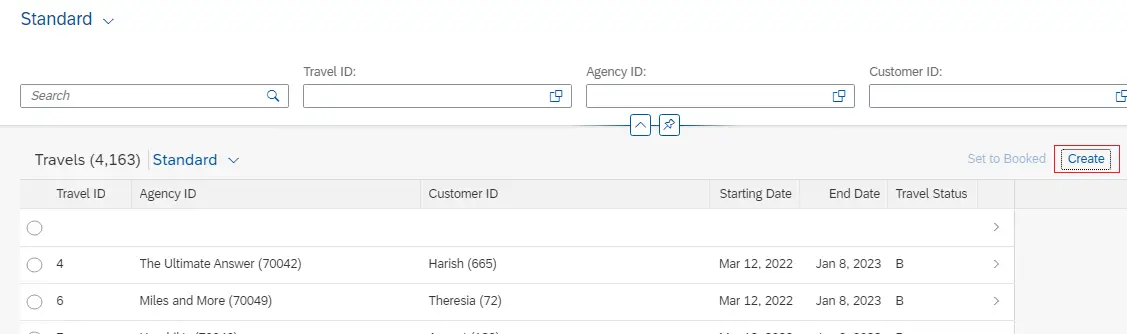 Standard
Travel ID: Agency ID: Customer ID:
Search
Travels (4,163) Standard Set to Booked Create
Travel ID Agency ID Customer ID Starting Date End Date Travel Status
4 The Ultimate Answer (70042) Harish (665) Mar 12, 2022 Jan 8, 2023 B
6 Miles and More (70049) Theresia (72) Mar 12, 2022 Jan 8, 2023 B